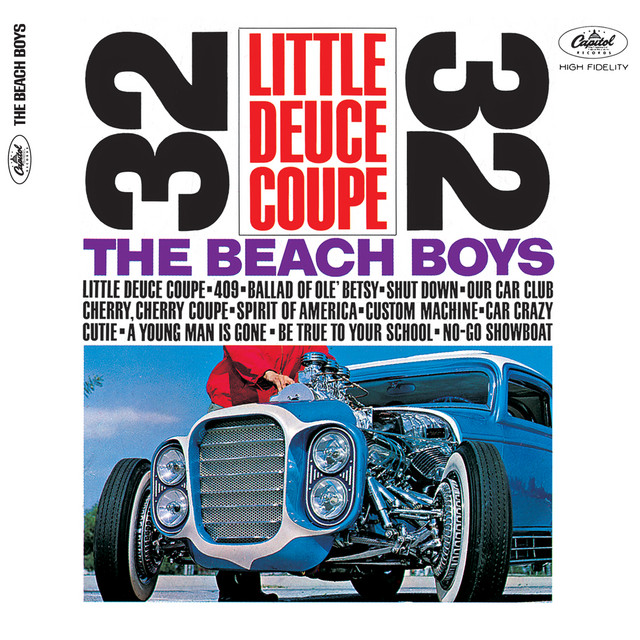 THE BEACH BOYS
Capitol
32
LITTLE
DEUCE
COUPE
32
Capitol
RECORDS
HIGH FIDELITY
THE BEACH BOYS
LITTLE DEUCE COUPE▪409▪BALLAD OF OLE' BETSY▪SHUT DOWN▪OUR CAR CLUB
CHERRY, CHERRY COUPE▪SPIRIT OF AMERICA▪CUSTOM MACHINE▪CAR CRAZY
CUTIE▪A YOUNG MAN IS GONE▪BE TRUE TO YOUR SCHOOL▪NO-GO SHOWBOAT